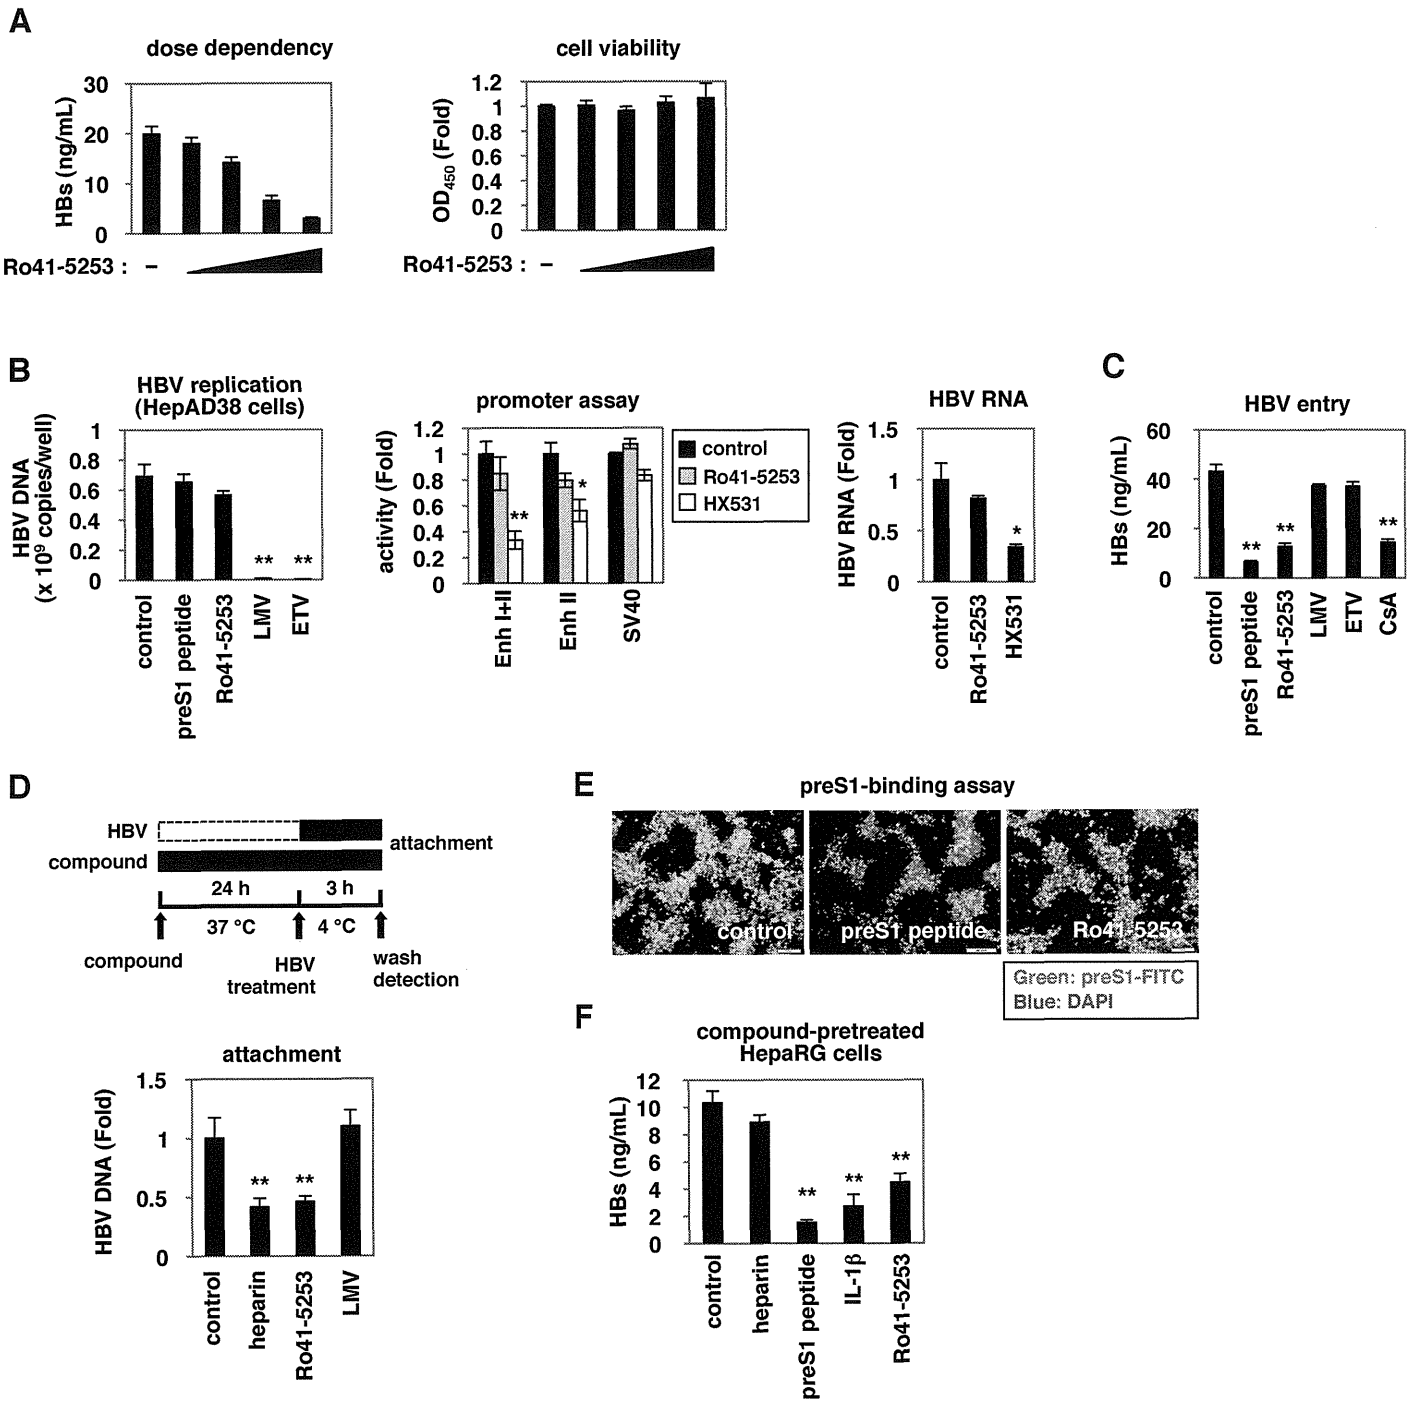 A
dose dependency
HBs (ng/mL)
30
20
10
0
Ro41-5253 : –
cell viability
OD450 (Fold)
1.2
1
0.8
0.6
0.4
0.2
0
Ro41-5253 : –
B
HBV replication
(HepAD38 cells)
HBV DNA
(x 10⁹ copies/well)
1
0.8
0.6
0.4
0.2
0
** **
control
preS1 peptide
Ro41-5253
LMV
ETV
promoter assay
activity (Fold)
1.2
1
0.8
0.6
0.4
0.2
0
**
*
Enh I+II
Enh II
SV40
control
Ro41-5253
HX531
HBV RNA
HBV RNA (Fold)
1.5
1
0.5
0
*
control
Ro41-5253
HX531
C
HBV entry
HBs (ng/mL)
60
40
20
0
** ** **
control
preS1 peptide
Ro41-5253
LMV
ETV
CsA
D
HBV
attachment
compound
24 h 3 h
37 °C 4 °C
compound
HBV
treatment
wash
detection
attachment
HBV DNA (Fold)
1.5
1
0.5
0
** **
control
heparin
Ro41-5253
LMV
E
preS1-binding assay
control
preS1 peptide
Ro41-5253
Green: preS1-FITC
Blue: DAPI
F
compound-pretreated
HepaRG cells
HBs (ng/mL)
12
10
8
6
4
2
0
** ** **
control
heparin
preS1 peptide
IL-1β
Ro41-5253